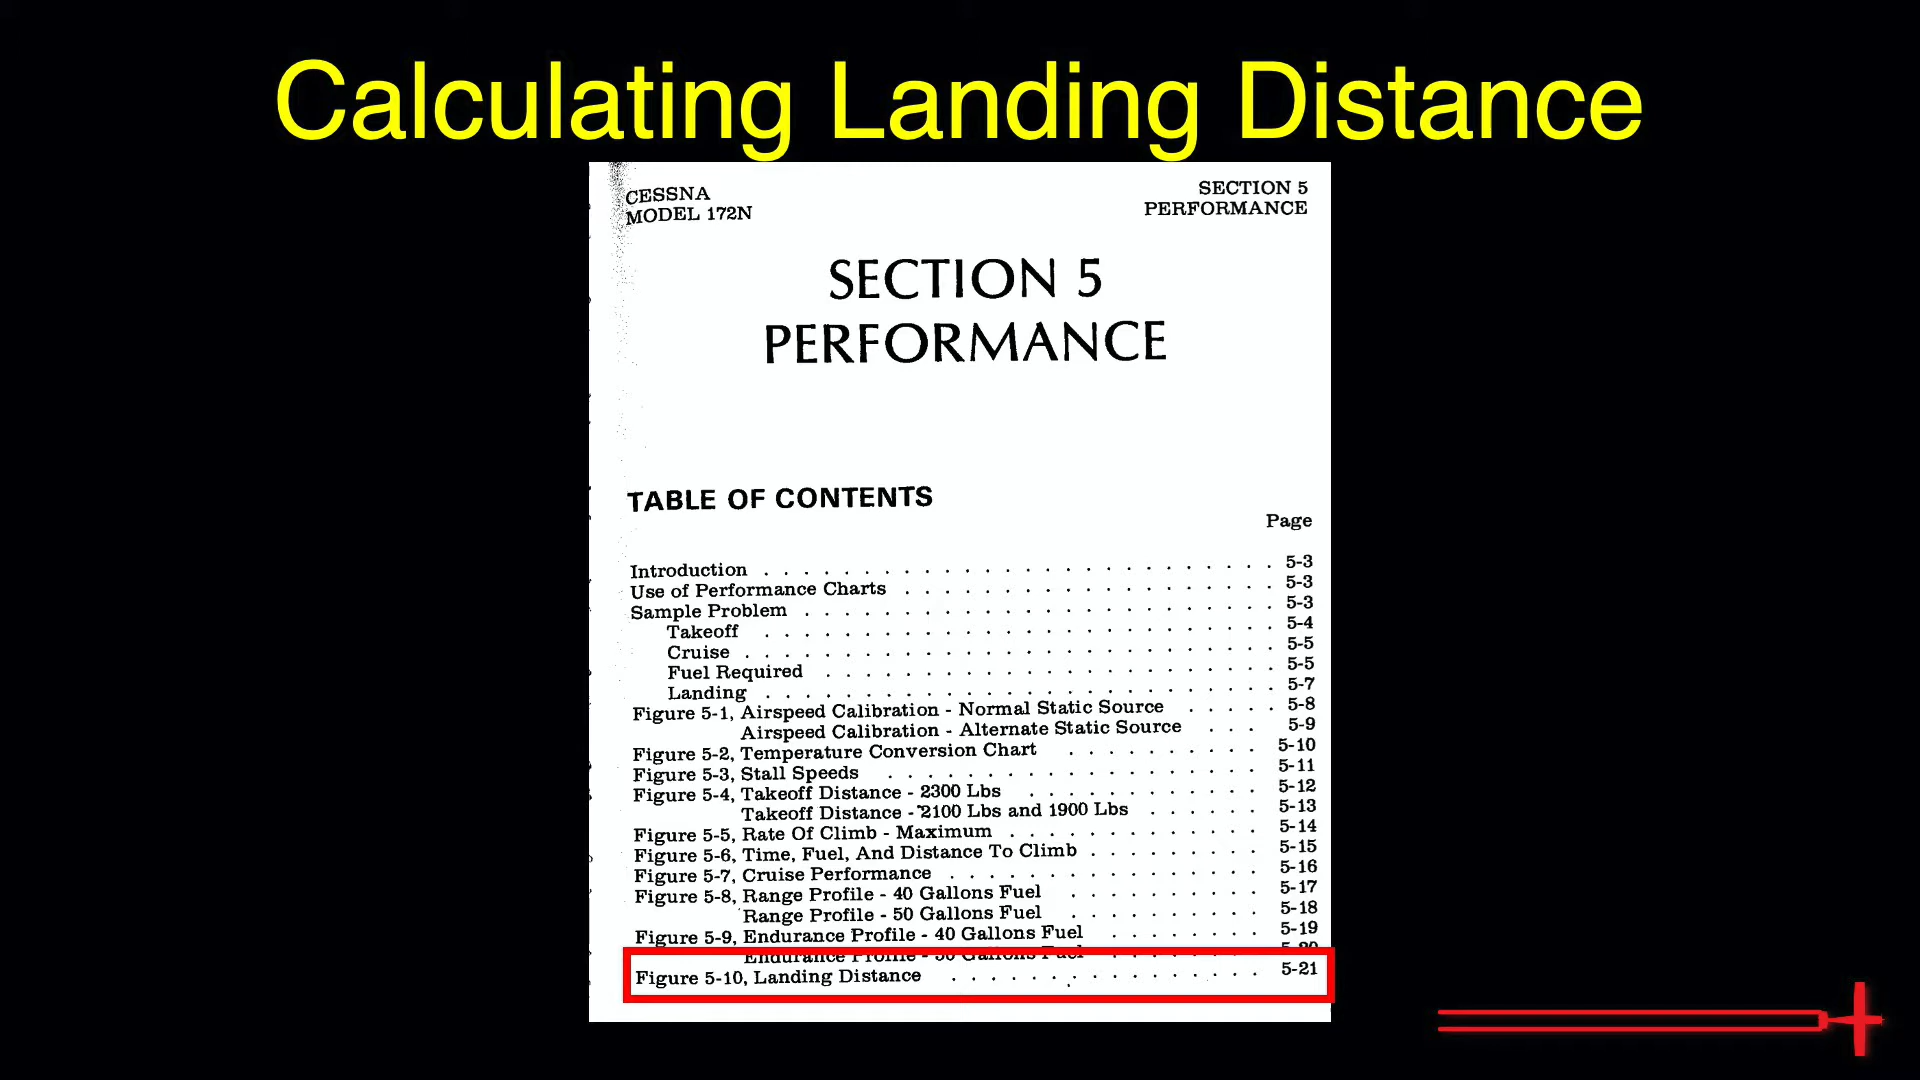 Calculating Landing Distance
CESSNA
MODEL 172N
SECTION 5
PERFORMANCE
SECTION 5
PERFORMANCE
TABLE OF CONTENTS
Page
Introduction . . . . . . . . . . . . . . . . . . . . . . . . . . 5-3
Use of Performance Charts . . . . . . . . . . . . . . . . . . . 5-3
Sample Problem . . . . . . . . . . . . . . . . . . . . . . . . 5-3
Takeoff . . . . . . . . . . . . . . . . . . . . . . . . . . 5-4
Cruise . . . . . . . . . . . . . . . . . . . . . . . . . . . 5-5
Fuel Required . . . . . . . . . . . . . . . . . . . . . . . 5-5
Landing . . . . . . . . . . . . . . . . . . . . . . . . . . 5-7
Figure 5-1, Airspeed Calibration - Normal Static Source . . . . . 5-8
Airspeed Calibration - Alternate Static Source . . . 5-9
Figure 5-2, Temperature Conversion Chart . . . . . . . . . . 5-10
Figure 5-3, Stall Speeds . . . . . . . . . . . . . . . . . . . 5-11
Figure 5-4, Takeoff Distance - 2300 Lbs . . . . . . . . . . . . 5-12
Takeoff Distance - 2100 Lbs and 1900 Lbs . . . . . . 5-13
Figure 5-5, Rate Of Climb - Maximum . . . . . . . . . . . . . 5-14
Figure 5-6, Time, Fuel, And Distance To Climb . . . . . . . . . 5-15
Figure 5-7, Cruise Performance . . . . . . . . . . . . . . . . 5-16
Figure 5-8, Range Profile - 40 Gallons Fuel . . . . . . . . . . 5-17
Range Profile - 50 Gallons Fuel . . . . . . . . . . 5-18
Figure 5-9, Endurance Profile - 40 Gallons Fuel . . . . . . . . 5-19
Endurance Profile - 50 Gallons Fuel . . . . . . . . 5-20
Figure 5-10, Landing Distance . . . . . . . . . . . . . . . . 5-21